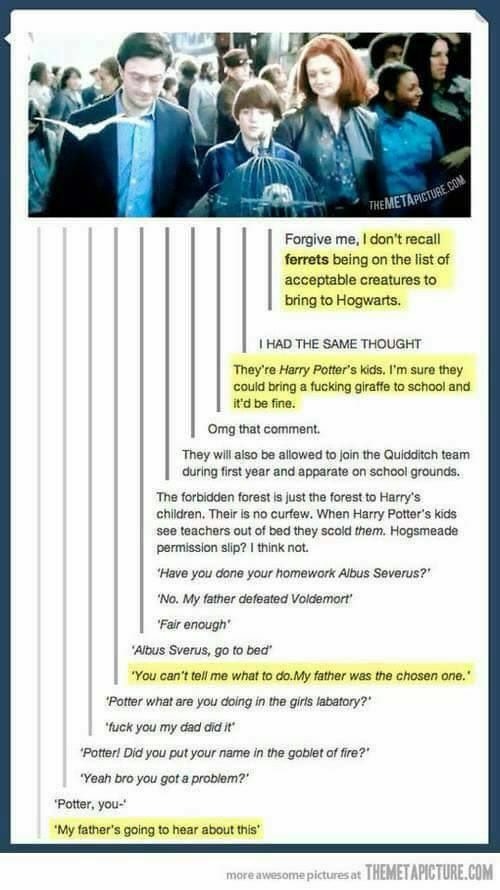 THEMETAPICTURE.COM
Forgive me, I don't recall
ferrets being on the list of
acceptable creatures to
bring to Hogwarts.
I HAD THE SAME THOUGHT
They're Harry Potter's kids. I'm sure they
could bring a fucking giraffe to school and
it'd be fine.
Omg that comment.
They will also be allowed to join the Quidditch team
during first year and apparate on school grounds.
The forbidden forest is just the forest to Harry's
children. Their is no curfew. When Harry Potter's kids
see teachers out of bed they scold them. Hogsmeade
permission slip? I think not.
'Have you done your homework Albus Severus?'
'No. My father defeated Voldemort'
'Fair enough'
'Albus Sverus, go to bed'
'You can't tell me what to do.My father was the chosen one.'
'Potter what are you doing in the girls labatory?'
'fuck you my dad did it'
'Potter! Did you put your name in the goblet of fire?'
'Yeah bro you got a problem?'
'Potter, you-'
'My father's going to hear about this'
more awesome pictures at THEMETAPICTURE.COM